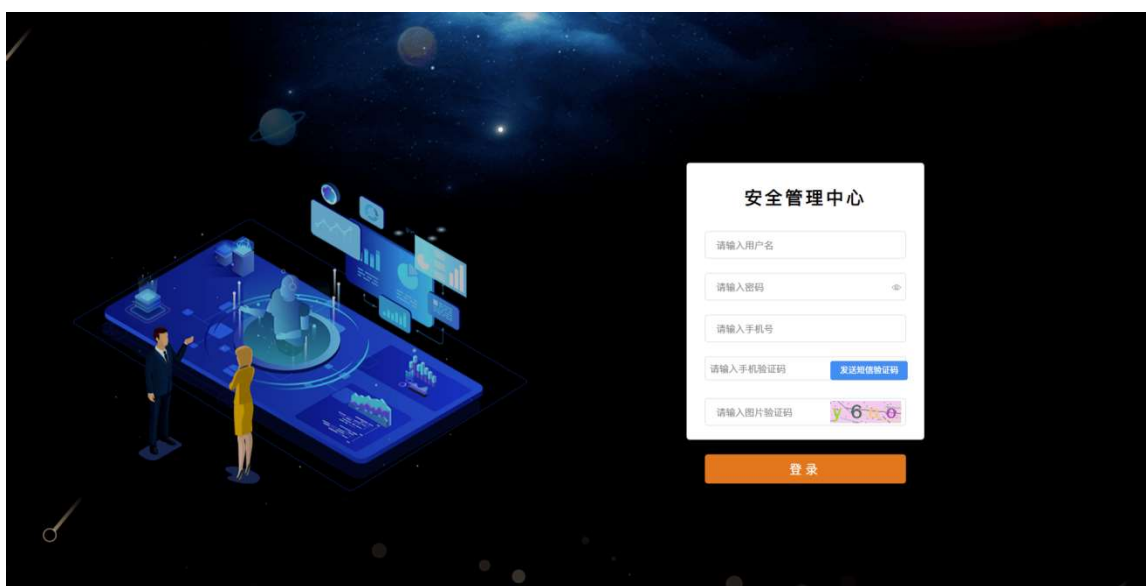 安全管理中心
请输入用户名
请输入密码
请输入手机号
请输入手机验证码 发送短信验证码
请输入图片验证码
登录